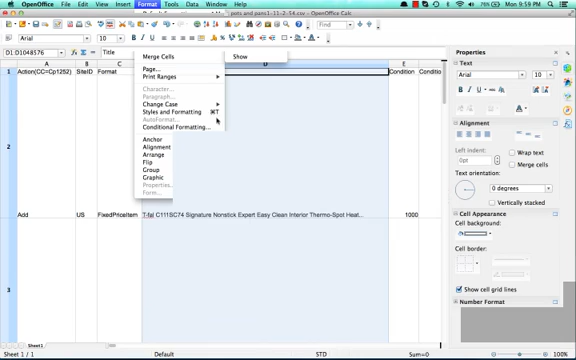 OpenOffice File Edit View Insert Format Tools Data Window Help 76% Mon 9:59 PM
pots and pans1-11-2-54.csv - OpenOffice Calc
Find
Arial 10
D1:D1048576 Title
A B C D E
1 Action(CC=Cp1252) SiteID Format Condition Conditio
2 Add US FixedPriceItem T-fal C111SC74 Signature Nonstick Expert Easy Clean Interior Thermo-Spot Heat... 1000
3
Merge Cells
Page...
Print Ranges
Character...
Paragraph...
Change Case
Styles and Formatting ⌘T
AutoFormat...
Conditional Formatting...
Anchor
Alignment
Arrange
Flip
Group
Graphic
Properties..
Form...
Show
Properties
Text
Arial 10
Alignment
Left indent: Wrap text
0pt Merge cells
Text orientation:
0 degrees
Vertically stacked
Cell Appearance
Cell background:
Cell border:
Show cell grid lines
Number Format
Sheet1
Sheet 1 / 1 Default STD Sum=0 100%